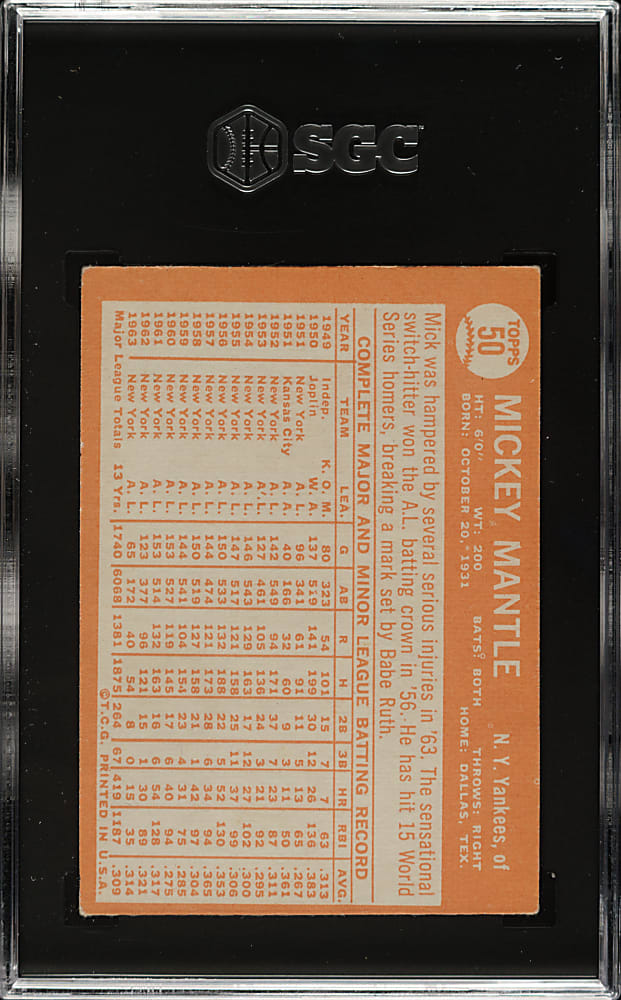 SGC
TOPPS
50
MICKEY MANTLE
N. Y. Yankees, of
HT: 6'0" WT: 200 BATS: BOTH THROWS: RIGHT
BORN: OCTOBER 20, 1931 HOME: DALLAS, TEX.
Mick was hampered by several serious injuries in '63. The sensational
switch-hitter won the A.L. batting crown in '56. He has hit 15 World
Series homers, breaking a mark set by Babe Ruth.
COMPLETE MAJOR AND MINOR LEAGUE BATTING RECORD
YEAR TEAM LEA. G AB R H 2B 3B HR RBI AVG.
1949 Indep. K. O. M. 80 323 54 101 15 7 7 63 .313
1950 Joplin W. A. 137 519 141 199 30 12 26 136 .383
1951 New York A. L. 96 341 61 91 11 5 13 65 .267
1951 Kansas City A. A. 40 166 32 60 9 3 11 50 .361
1952 New York A. L. 142 549 94 171 37 7 23 87 .311
1953 New York A. L. 127 461 105 136 24 3 21 92 .295
1954 New York A. L. 146 543 129 163 17 12 27 102 .300
1955 New York A. L. 147 517 121 158 25 11 37 99 .306
1956 New York A. L. 150 533 132 188 22 5 52 130 .353
1957 New York A. L. 144 474 121 173 28 6 34 94 .365
1958 New York A. L. 150 519 127 158 21 1 42 97 .304
1959 New York A. L. 144 541 104 154 23 4 31 75 .285
1960 New York A. L. 153 527 119 145 17 6 40 94 .275
1961 New York A. L. 153 514 132 163 16 6 54 128 .317
1962 New York A. L. 123 377 96 121 15 1 30 89 .321
1963 New York A. L. 65 172 40 54 8 0 15 35 .314
Major League Totals 13 Yrs. 1740 6068 1381 1875 264 67 419 1187 .309
©T.C.G. PRINTED IN U.S.A.